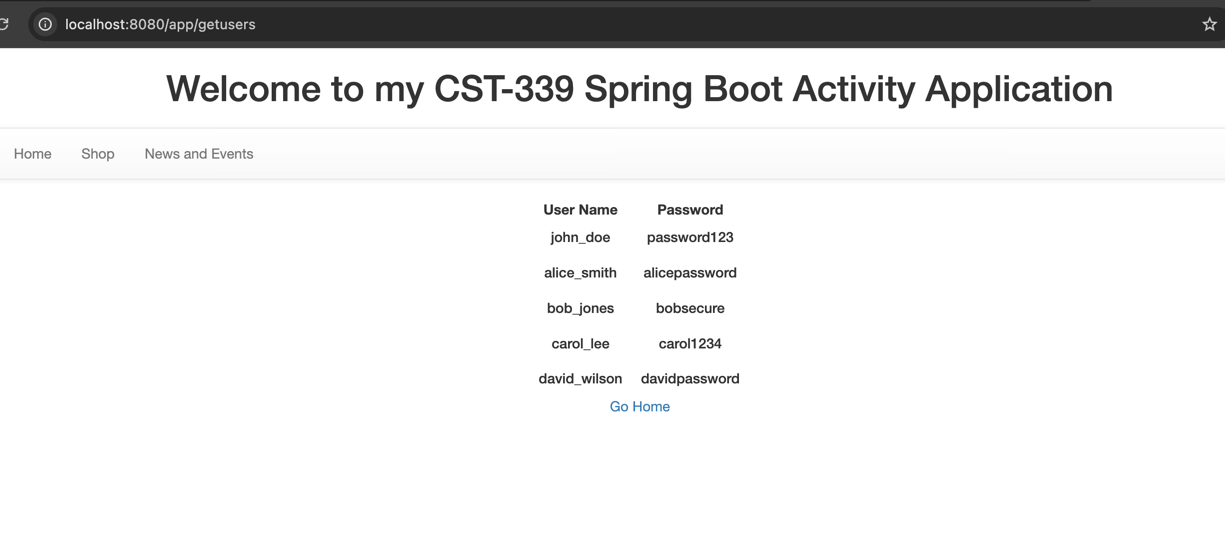 localhost:8080/app/getusers
Welcome to my CST-339 Spring Boot Activity Application
Home Shop News and Events
User Name Password
john_doe password123
alice_smith alicepassword
bob_jones bobsecure
carol_lee carol1234
david_wilson davidpassword
Go Home